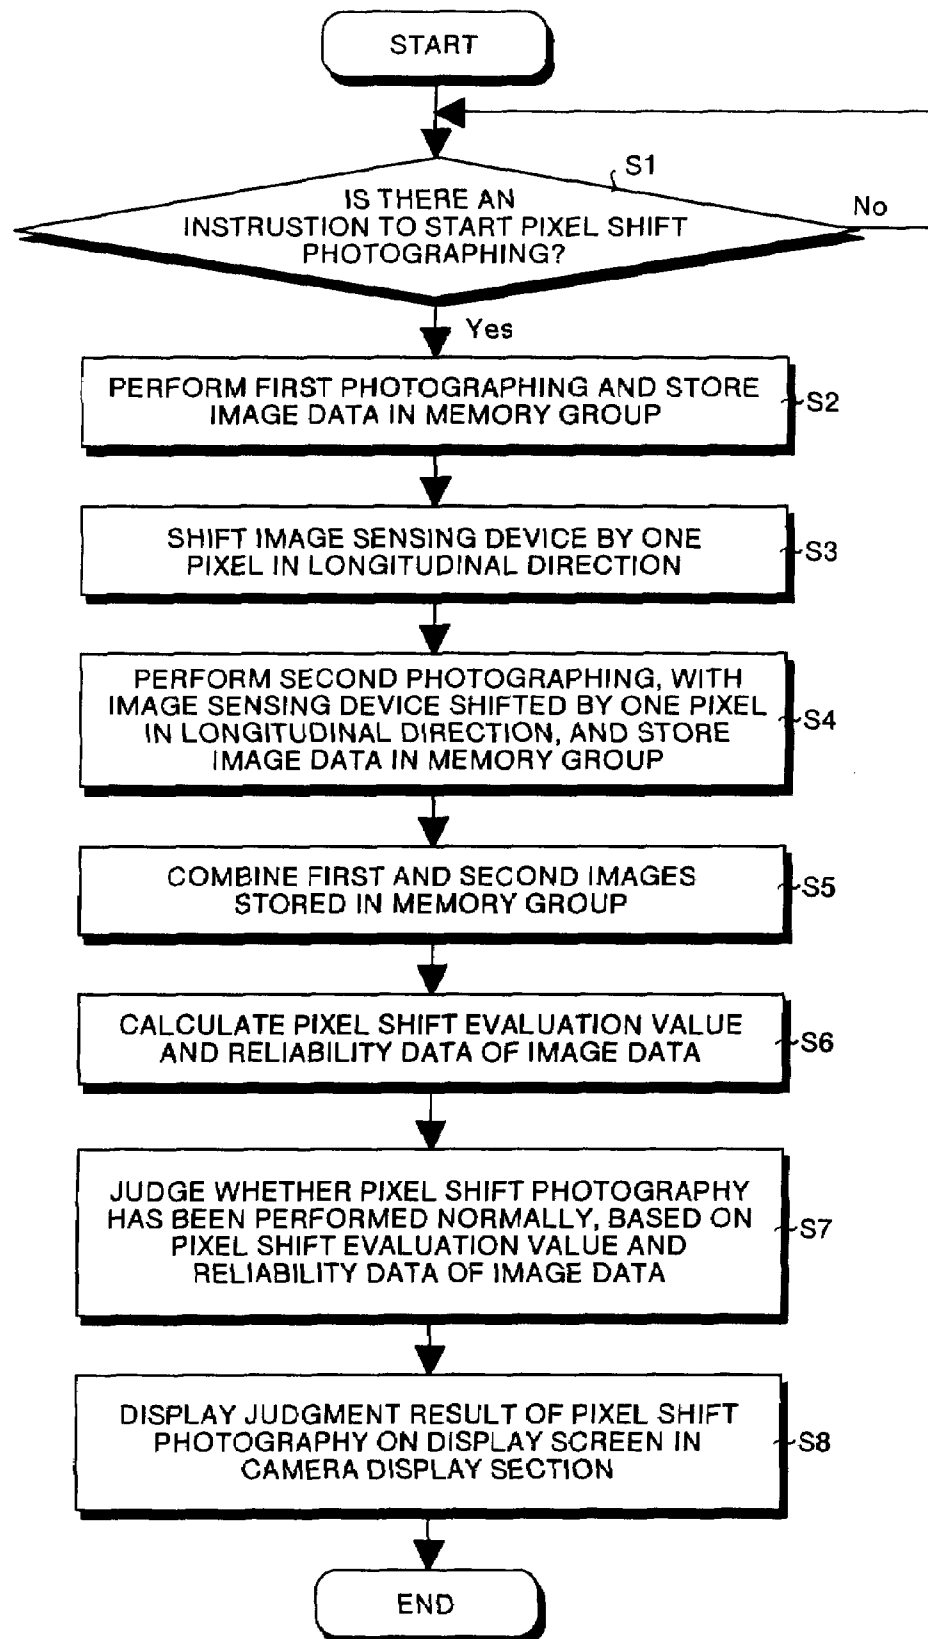 START
S1
IS THERE AN
INSTRUSTION TO START PIXEL SHIFT
PHOTOGRAPHING?
No
Yes
PERFORM FIRST PHOTOGRAPHING AND STORE
IMAGE DATA IN MEMORY GROUP
S2
SHIFT IMAGE SENSING DEVICE BY ONE
PIXEL IN LONGITUDINAL DIRECTION
S3
PERFORM SECOND PHOTOGRAPHING, WITH
IMAGE SENSING DEVICE SHIFTED BY ONE PIXEL
IN LONGITUDINAL DIRECTION, AND STORE
IMAGE DATA IN MEMORY GROUP
S4
COMBINE FIRST AND SECOND IMAGES
STORED IN MEMORY GROUP
S5
CALCULATE PIXEL SHIFT EVALUATION VALUE
AND RELIABILITY DATA OF IMAGE DATA
S6
JUDGE WHETHER PIXEL SHIFT PHOTOGRAPHY
HAS BEEN PERFORMED NORMALLY, BASED ON
PIXEL SHIFT EVALUATION VALUE AND
RELIABILITY DATA OF IMAGE DATA
S7
DISPLAY JUDGMENT RESULT OF PIXEL SHIFT
PHOTOGRAPHY ON DISPLAY SCREEN IN
CAMERA DISPLAY SECTION
S8
END